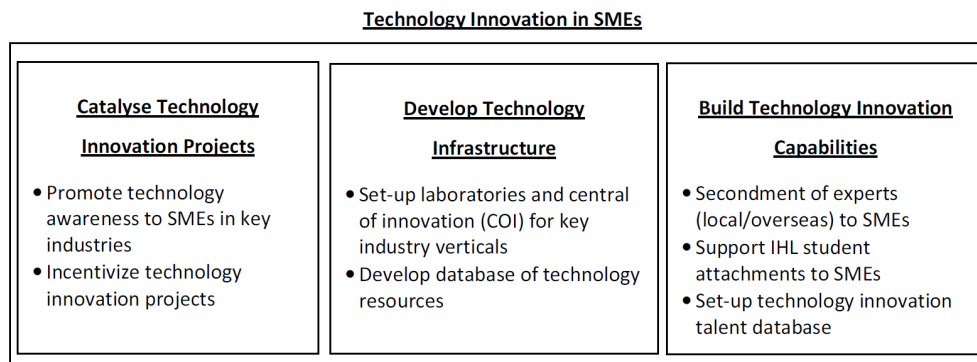 Technology Innovation in SMEs
Catalyse Technology
Innovation Projects
• Promote technology
awareness to SMEs in key
industries
• Incentivize technology
innovation projects
Develop Technology
Infrastructure
• Set-up laboratories and central
of innovation (COI) for key
industry verticals
• Develop database of technology
resources
Build Technology Innovation
Capabilities
• Secondment of experts
(local/overseas) to SMEs
• Support IHL student
attachments to SMEs
• Set-up technology innovation
talent database